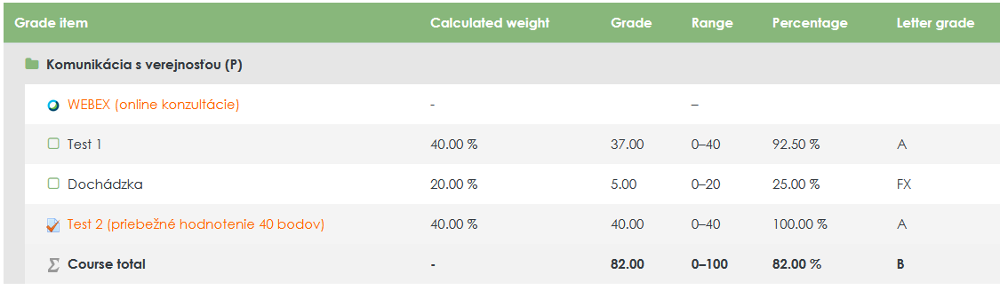 Grade item Calculated weight Grade Range Percentage Letter grade
Komunikácia s verejnosťou (P)
WEBEX (online konzultácie) - –
Test 1 40.00 % 37.00 0–40 92.50 % A
Dochádzka 20.00 % 5.00 0–20 25.00 % FX
Test 2 (priebežné hodnotenie 40 bodov) 40.00 % 40.00 0–40 100.00 % A
Course total - 82.00 0–100 82.00 % B